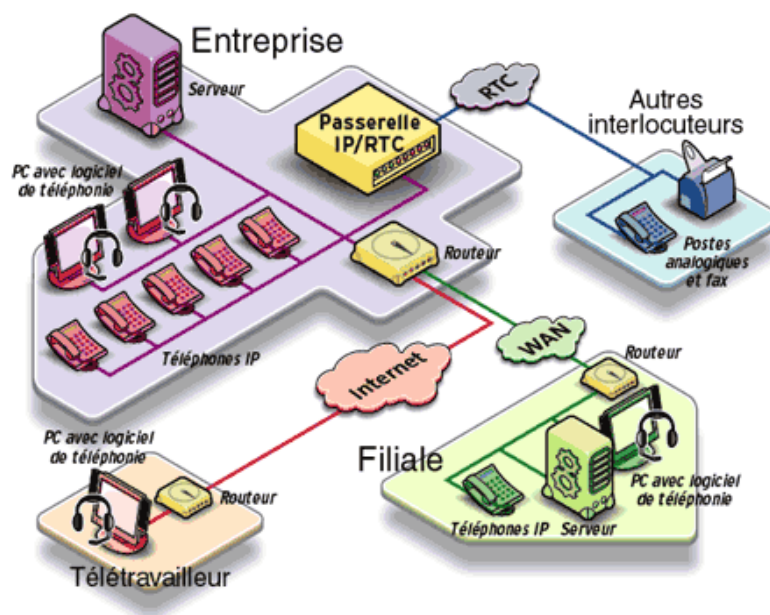 Entreprise
Serveur
Passerelle
IP/RTC
RTC
Autres
interlocuteurs
PC avec logiciel
de téléphonie
Postes
analogiques
et fax
Routeur
Téléphones IP
Internet
WAN
Routeur
PC avec logiciel
de téléphonie
Routeur
Télétravailleur
Filiale
PC avec logiciel
de téléphonie
Téléphones IP
Serveur